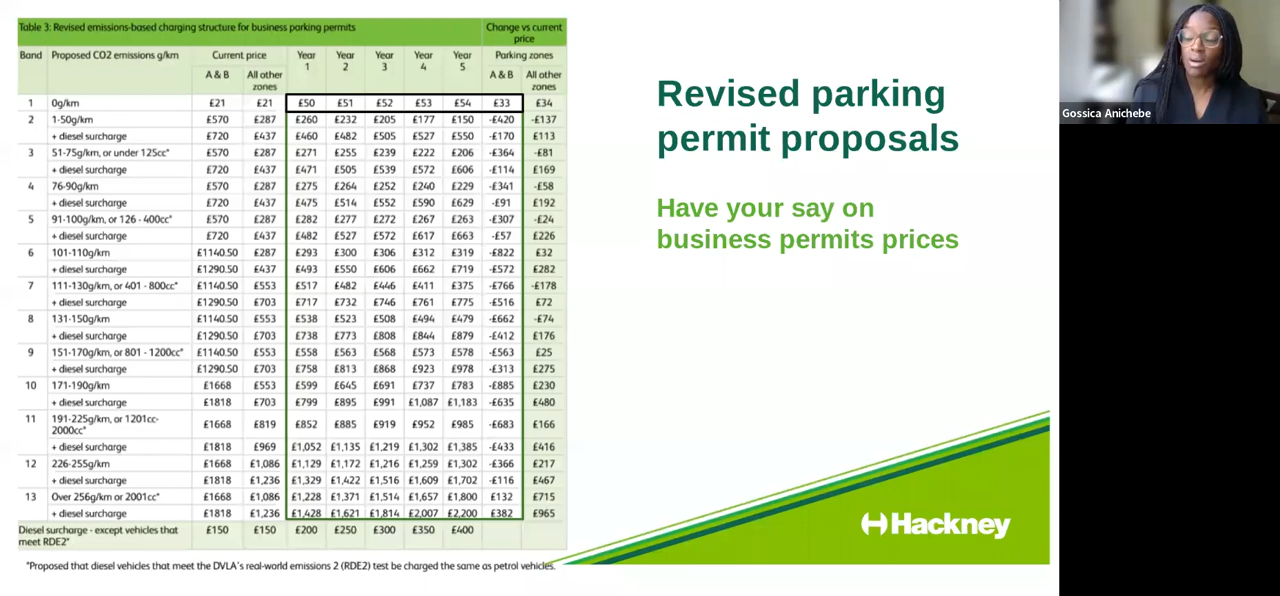 Table 3: Revised emissions-based charging structure for business parking permits Change vs current price
Band Proposed CO2 emissions g/km Current price Year 1 Year 2 Year 3 Year 4 Year 5 Parking zones
A & B All other zones A & B All other zones
1 0g/km £21 £21 £50 £51 £52 £53 £54 £33 £34
2 1-50g/km £570 £287 £260 £232 £205 £177 £150 -£420 -£137
+ diesel surcharge £720 £437 £460 £482 £505 £527 £550 -£170 £113
3 51-75g/km, or under 125cc* £570 £287 £271 £255 £239 £222 £206 -£364 -£81
+ diesel surcharge £720 £437 £471 £505 £539 £572 £606 -£114 £169
4 76-90g/km £570 £287 £275 £264 £252 £240 £229 -£341 -£58
+ diesel surcharge £720 £437 £475 £514 £552 £590 £629 -£91 £192
5 91-100g/km, or 126 - 400cc* £570 £287 £282 £277 £272 £267 £263 -£307 -£24
+ diesel surcharge £720 £437 £482 £527 £572 £617 £663 -£57 £226
6 101-110g/km £1140.50 £287 £293 £300 £306 £312 £319 -£822 £32
+ diesel surcharge £1290.50 £437 £493 £550 £606 £662 £719 -£572 £282
7 111-130g/km, or 401 - 800cc* £1140.50 £553 £517 £482 £446 £411 £375 -£766 -£178
+ diesel surcharge £1290.50 £703 £717 £732 £746 £761 £775 -£516 £72
8 131-150g/km £1140.50 £553 £538 £523 £508 £494 £479 -£662 -£74
+ diesel surcharge £1290.50 £703 £738 £773 £808 £844 £879 -£412 £176
9 151-170g/km, or 801 - 1200cc* £1140.50 £553 £558 £563 £568 £573 £578 -£563 £25
+ diesel surcharge £1290.50 £703 £758 £813 £868 £923 £978 -£313 £275
10 171-190g/km £1668 £553 £599 £645 £691 £737 £783 -£885 £230
+ diesel surcharge £1818 £703 £799 £895 £991 £1,087 £1,183 -£635 £480
11 191-225g/km, or 1201cc-2000cc* £1668 £819 £852 £885 £919 £952 £985 -£683 £166
+ diesel surcharge £1818 £969 £1,052 £1,135 £1,219 £1,302 £1,385 -£433 £416
12 226-255g/km £1668 £1,086 £1,129 £1,172 £1,216 £1,259 £1,302 -£366 £217
+ diesel surcharge £1818 £1,236 £1,329 £1,422 £1,516 £1,609 £1,702 -£116 £467
13 Over 256g/km or 2001cc* £1668 £1,086 £1,228 £1,371 £1,514 £1,657 £1,800 £132 £715
+ diesel surcharge £1818 £1,236 £1,428 £1,621 £1,814 £2,007 £2,200 £382 £965
Diesel surcharge - except vehicles that meet RDE2* £150 £150 £200 £250 £300 £350 £400
*Proposed that diesel vehicles that meet the DVLA's real-world emissions 2 (RDE2) test be charged the same as petrol vehicles.
Revised parking
permit proposals
Have your say on
business permits prices
Hackney
Gossica Anichebe